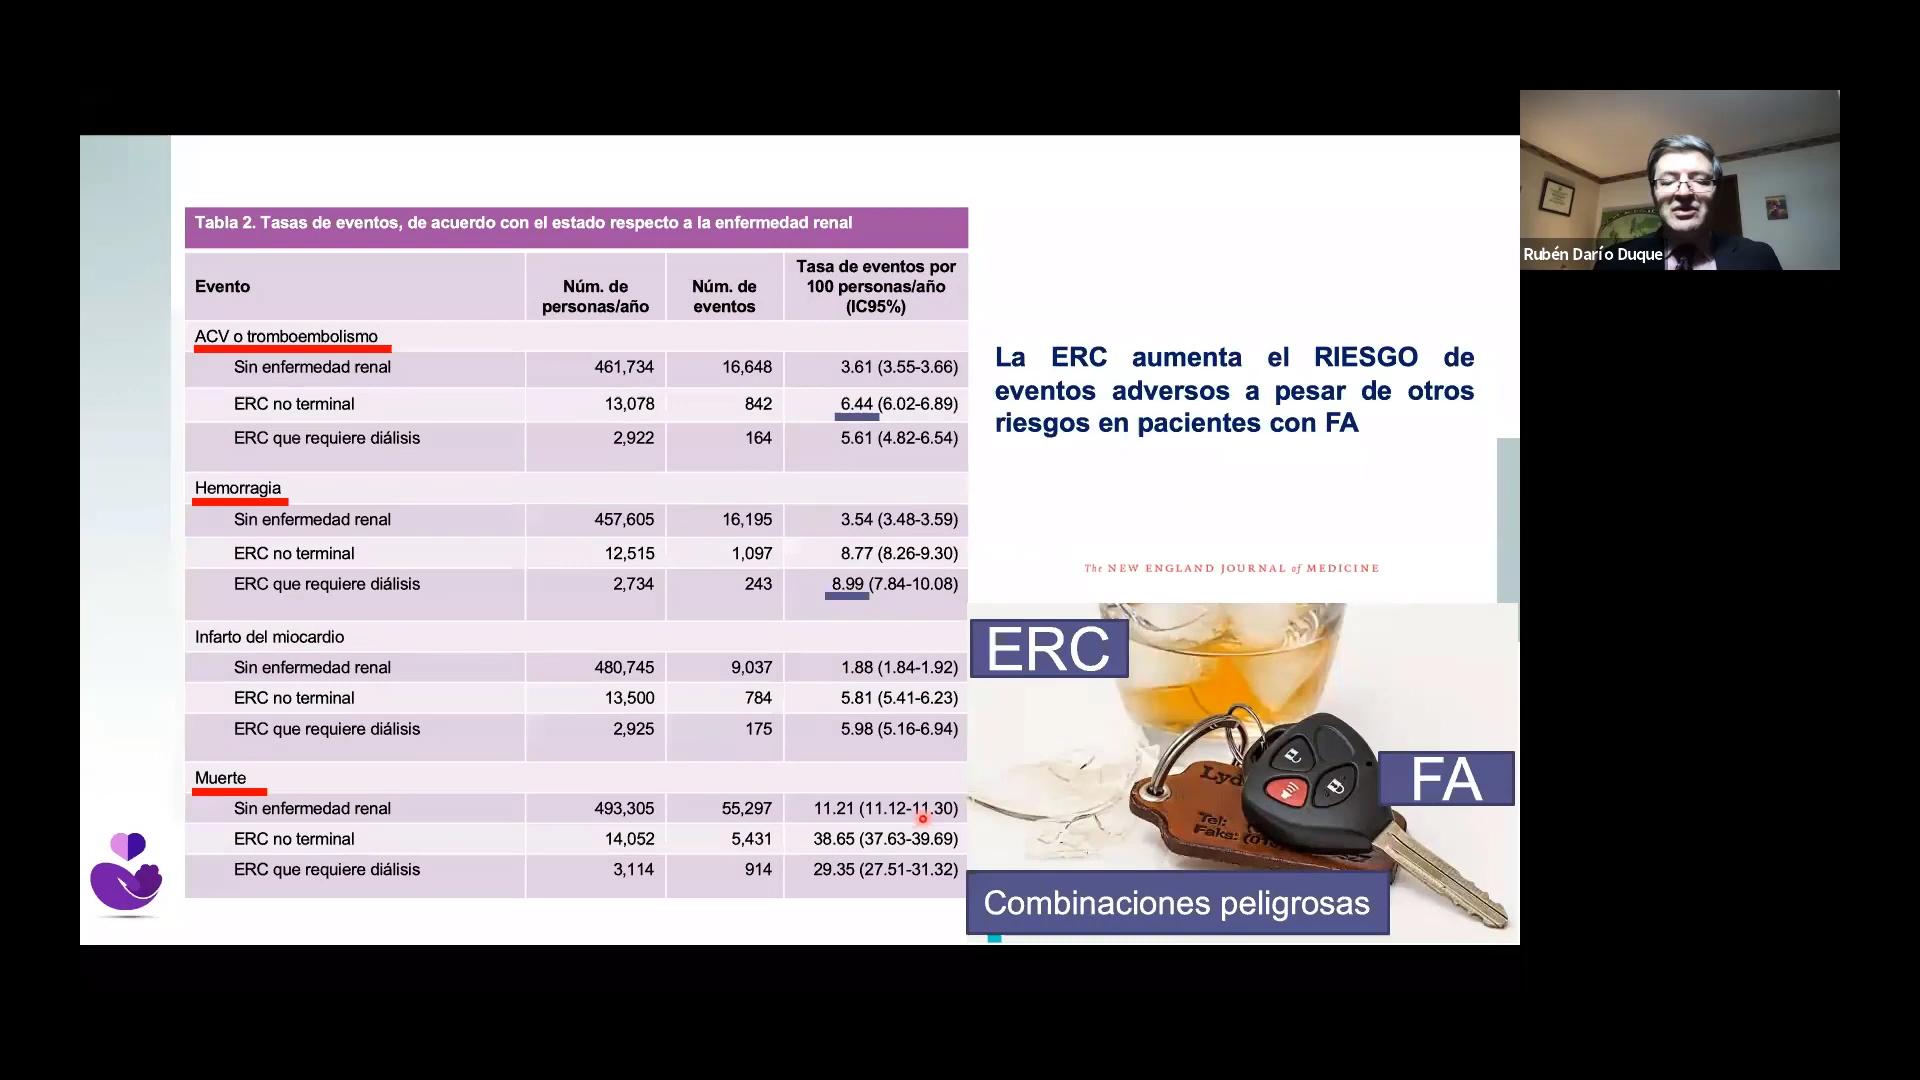 Tabla 2. Tasas de eventos, de acuerdo con el estado respecto a la enfermedad renal
Evento Núm. de personas/año Núm. de eventos Tasa de eventos por 100 personas/año (IC95%)
ACV o tromboembolismo
Sin enfermedad renal 461,734 16,648 3.61 (3.55-3.66)
ERC no terminal 13,078 842 6.44 (6.02-6.89)
ERC que requiere diálisis 2,922 164 5.61 (4.82-6.54)
Hemorragia
Sin enfermedad renal 457,605 16,195 3.54 (3.48-3.59)
ERC no terminal 12,515 1,097 8.77 (8.26-9.30)
ERC que requiere diálisis 2,734 243 8.99 (7.84-10.08)
Infarto del miocardio
Sin enfermedad renal 480,745 9,037 1.88 (1.84-1.92)
ERC no terminal 13,500 784 5.81 (5.41-6.23)
ERC que requiere diálisis 2,925 175 5.98 (5.16-6.94)
Muerte
Sin enfermedad renal 493,305 55,297 11.21 (11.12-11.30)
ERC no terminal 14,052 5,431 38.65 (37.63-39.69)
ERC que requiere diálisis 3,114 914 29.35 (27.51-31.32)
La ERC aumenta el RIESGO de
eventos adversos a pesar de otros
riesgos en pacientes con FA
The NEW ENGLAND JOURNAL of MEDICINE
ERC
FA
Lyd
Tel:
Faks:
Combinaciones peligrosas
Rubén Darío Duque